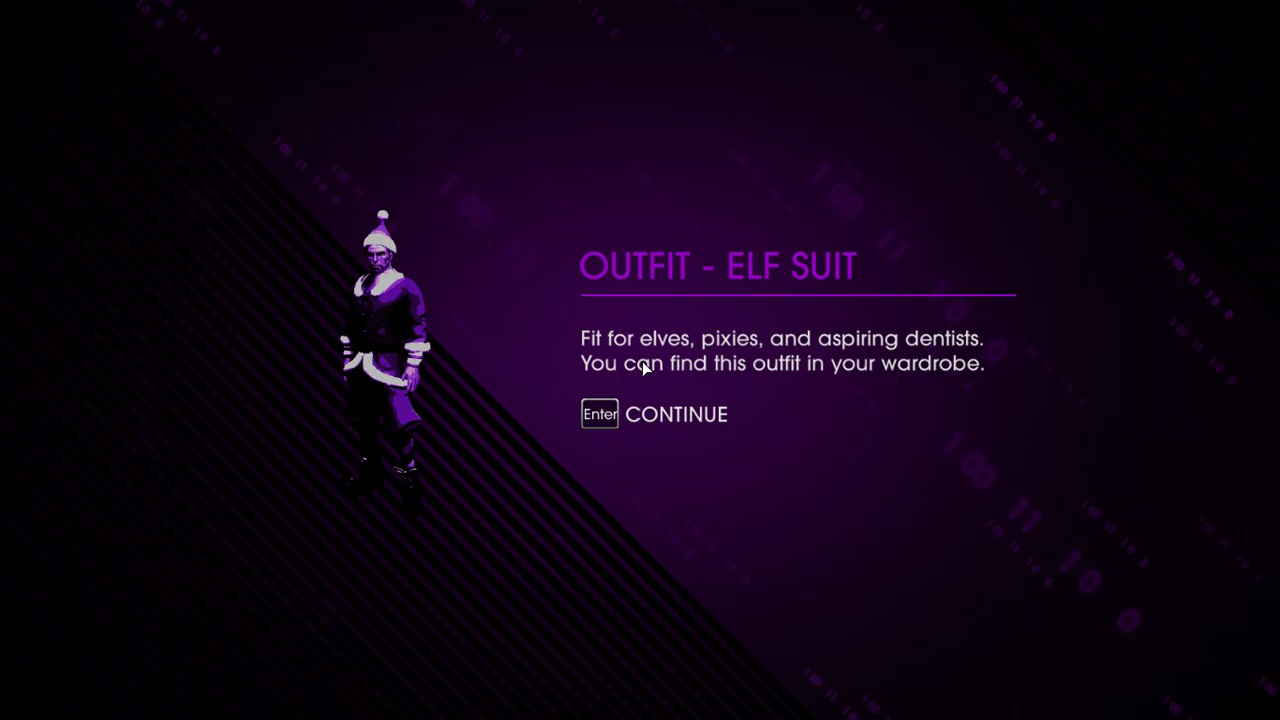 OUTFIT - ELF SUIT
Fit for elves, pixies, and aspiring dentists.
You can find this outfit in your wardrobe.
Enter CONTINUE